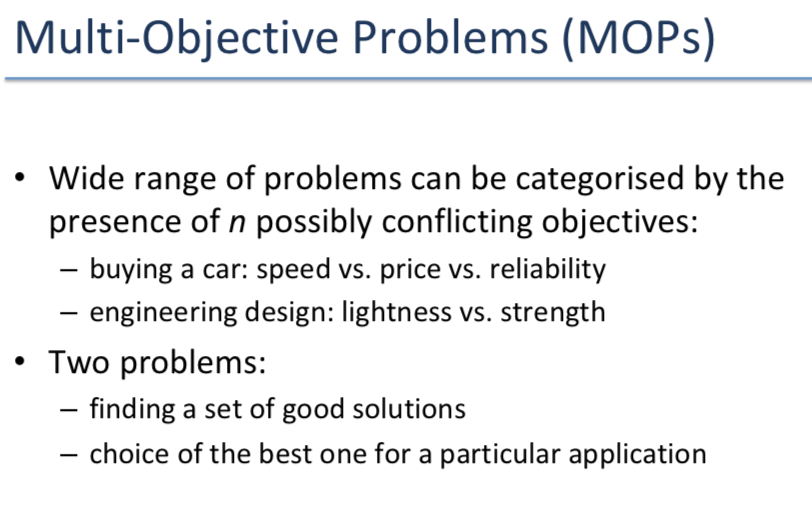 Multi-Objective Problems (MOPs)
• Wide range of problems can be categorised by the
presence of n possibly conflicting objectives:
– buying a car: speed vs. price vs. reliability
– engineering design: lightness vs. strength
• Two problems:
– finding a set of good solutions
– choice of the best one for a particular application